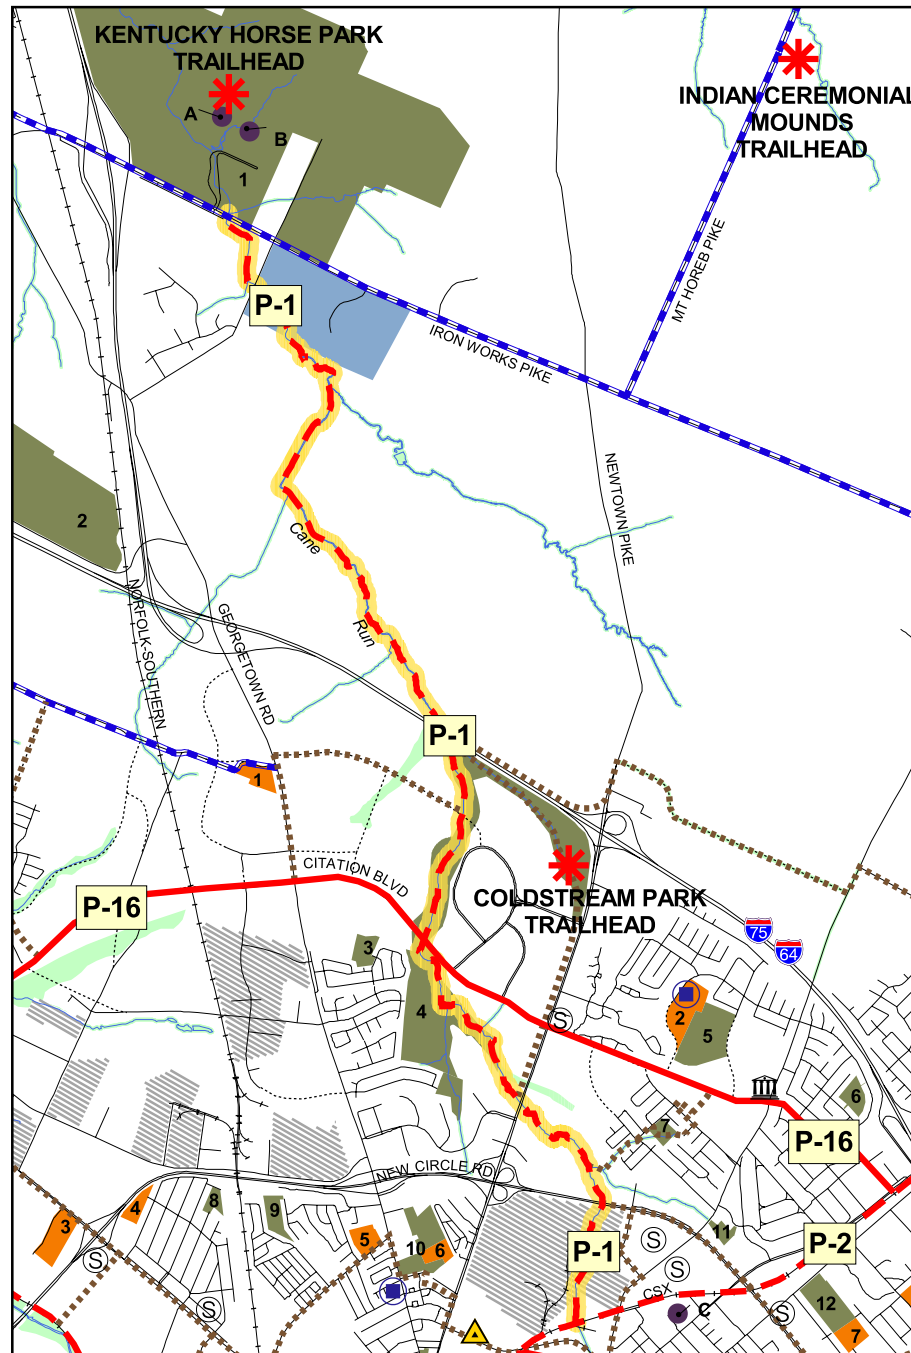 KENTUCKY HORSE PARK
TRAILHEAD
INDIAN CEREMONIAL
MOUNDS
TRAILHEAD
A
B
1
MT HOREB PIKE
P-1
IRON WORKS PIKE
2
NEWTOWN PIKE
Cane
Run
NORFOLK-SOUTHERN
GEORGETOWN RD
P-1
1
CITATION BLVD
P-16
COLDSTREAM PARK
TRAILHEAD
75
64
3
4
S
2
5
6
7
P-16
NEW CIRCLE RD
3
4
8
9
5
10
6
P-1
11
P-2
S
S
S
CSX
C
S
S
12
7